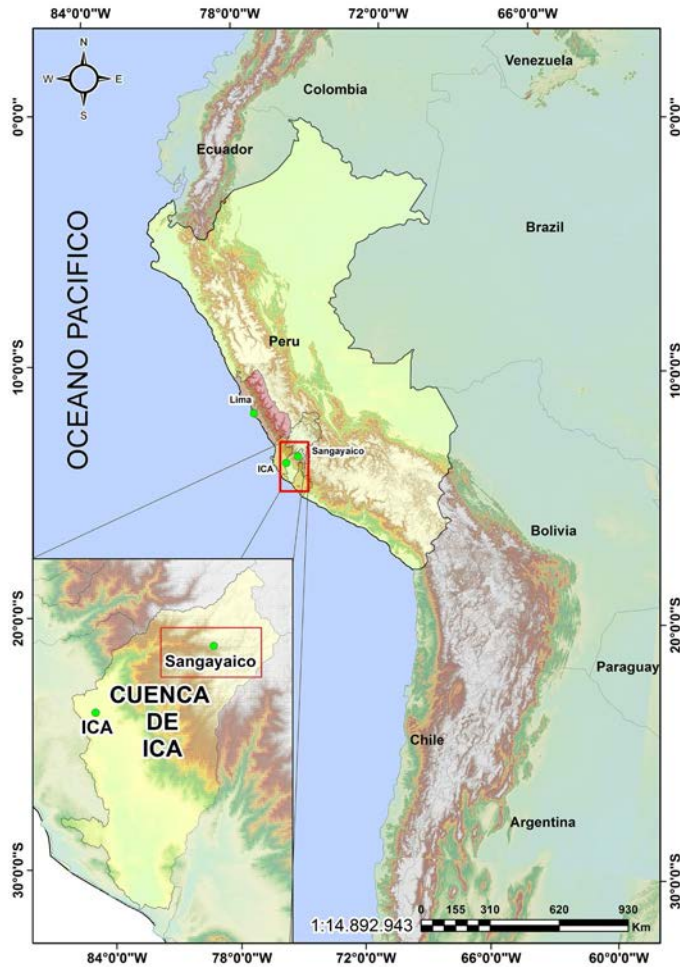 84°0'0"W
78°0'0"W
72°0'0"W
66°0'0"W
N
W
E
S
Venezuela
Colombia
0°0'0"
0°0'0"
Ecuador
Brazil
OCEANO PACIFICO
Peru
10°0'0"S
10°0'0"S
Lima
Sangayaico
ICA
Bolivia
20°0'0"S
20°0'0"S
Sangayaico
Paraguay
CUENCA
DE
ICA
ICA
Chile
Argentina
30°0'0"S
30°0'0"S
0 155 310 620 930
1:14.892.943
Km
84°0'0"W
78°0'0"W
72°0'0"W
66°0'0"W
60°0'0"W